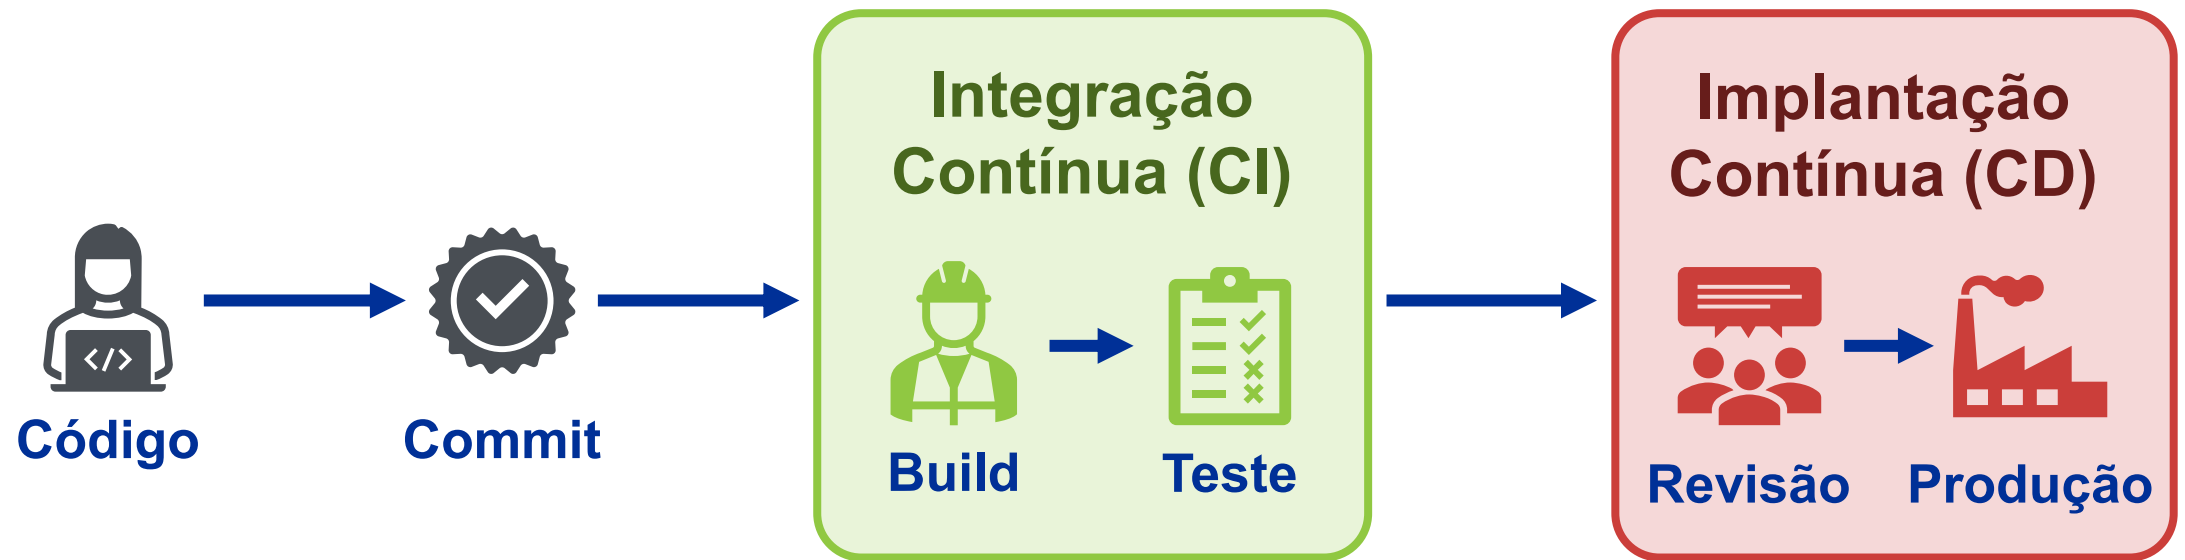 Integração
Contínua (CI)
Implantação
Contínua (CD)
</>
Código
Commit
Build
Teste
Revisão
Produção